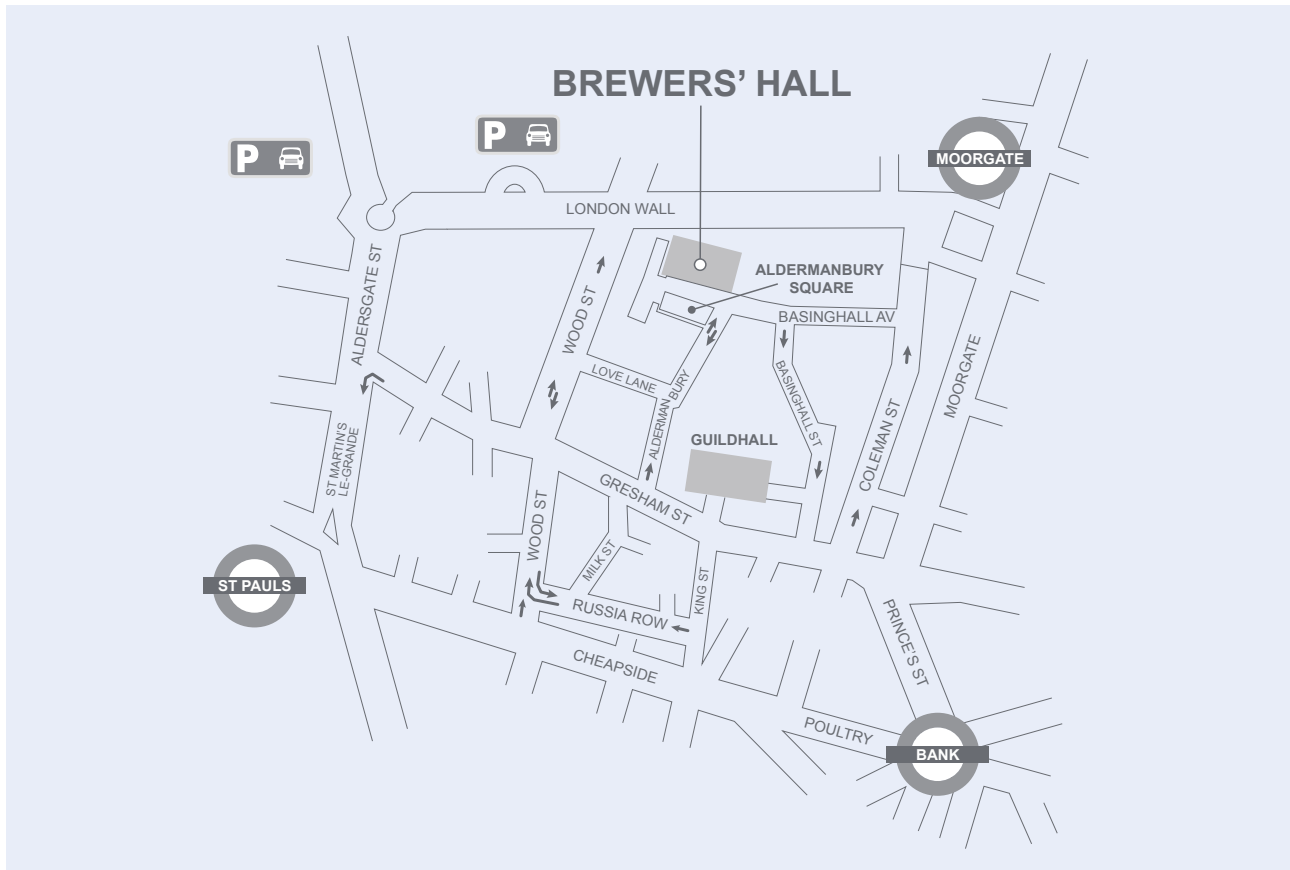 BREWERS’ HALL
P
P
MOORGATE
LONDON WALL
ALDERSGATE ST
WOOD ST
ALDERMANBURY
SQUARE
BASINGHALL AV
LOVE LANE
ALDERMAN
BURY
BASINGHALL ST
MOORGATE
COLEMAN ST
GUILDHALL
ST MARTIN'S
LE-GRANDE
GRESHAM ST
WOOD ST
MILK ST
ST PAULS
RUSSIA ROW
KING ST
PRINCE'S ST
CHEAPSIDE
POULTRY
BANK